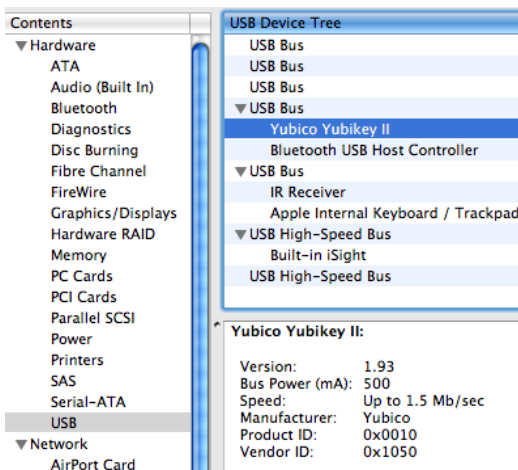 Contents
Hardware
ATA
Audio (Built In)
Bluetooth
Diagnostics
Disc Burning
Fibre Channel
FireWire
Graphics/Displays
Hardware RAID
Memory
PC Cards
PCI Cards
Parallel SCSI
Power
Printers
SAS
Serial-ATA
USB
Network
AirPort Card
USB Device Tree
USB Bus
USB Bus
USB Bus
USB Bus
Yubico Yubikey II
Bluetooth USB Host Controller
USB Bus
IR Receiver
Apple Internal Keyboard / Trackpad
USB High-Speed Bus
Built-in iSight
USB High-Speed Bus
Yubico Yubikey II:
Version: 1.93
Bus Power (mA): 500
Speed: Up to 1.5 Mb/sec
Manufacturer: Yubico
Product ID: 0x0010
Vendor ID: 0x1050